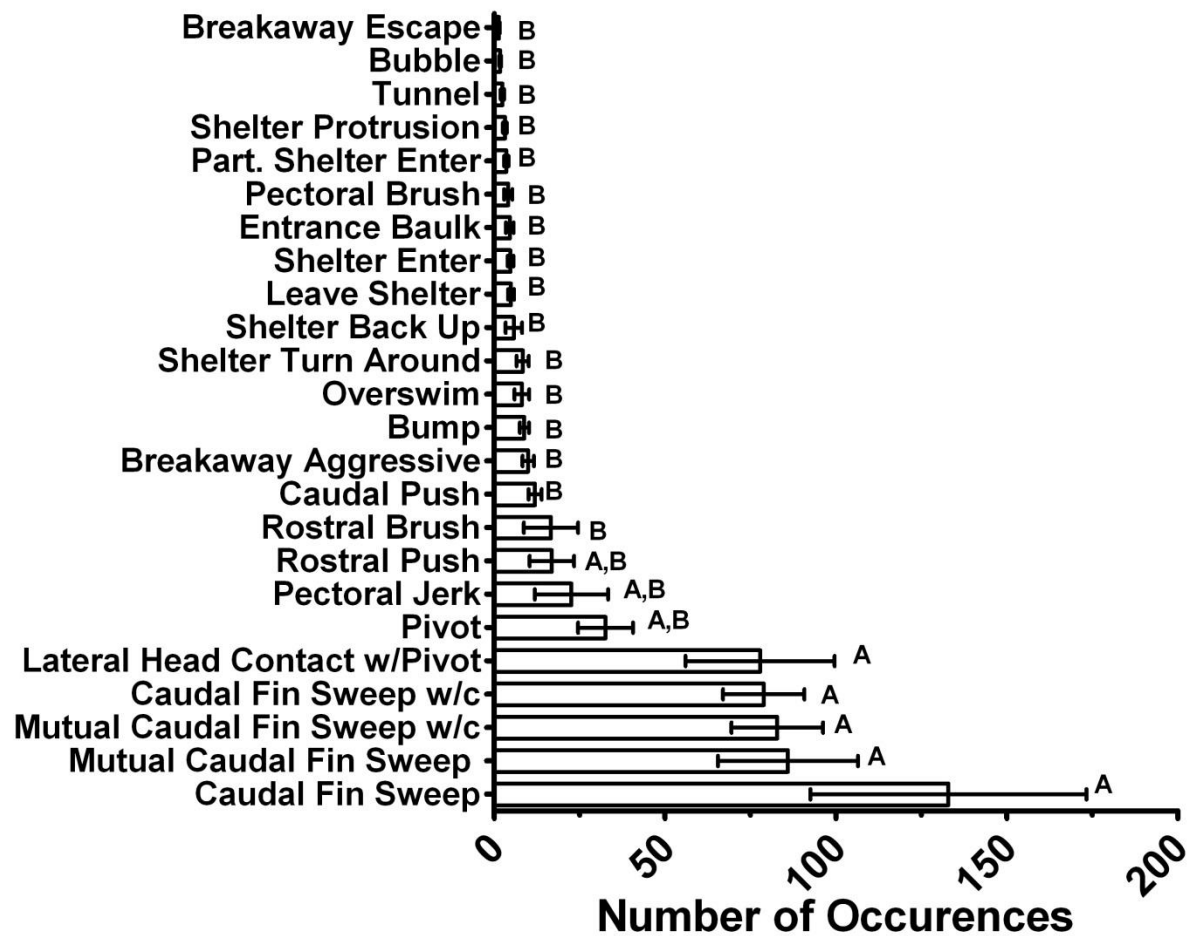 Breakaway Escape B
Bubble B
Tunnel B
Shelter Protrusion B
Part. Shelter Enter B
Pectoral Brush B
Entrance Baulk B
Shelter Enter B
Leave Shelter B
Shelter Back Up B
Shelter Turn Around B
Overswim B
Bump B
Breakaway Aggressive B
Caudal Push B
Rostral Brush B
Rostral Push A,B
Pectoral Jerk A,B
Pivot A,B
Lateral Head Contact w/Pivot A
Caudal Fin Sweep w/c A
Mutual Caudal Fin Sweep w/c A
Mutual Caudal Fin Sweep A
Caudal Fin Sweep A
0 50 100 150 200
Number of Occurences